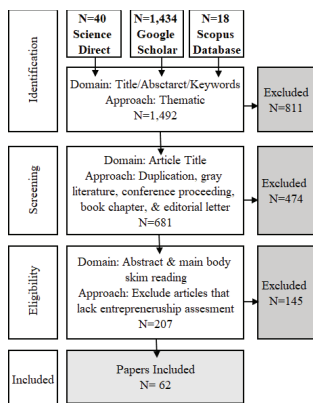 N=40
Science
Direct
N=1,434
Google
Scholar
N=18
Scopus
Database
Identification
Domain: Title/Absctarct/Keywords
Approach: Thematic
N=1,492
Excluded
N=811
Screening
Domain: Article Title
Approach: Duplication, gray
literature, conference proceeding,
book chapter, & editorial letter
N=681
Excluded
N=474
Eligibility
Domain: Abstract & main body
skim reading
Approach: Exclude articles that
lack entrepreneruship assesment
N=207
Excluded
N=145
Included
Papers Included
N= 62